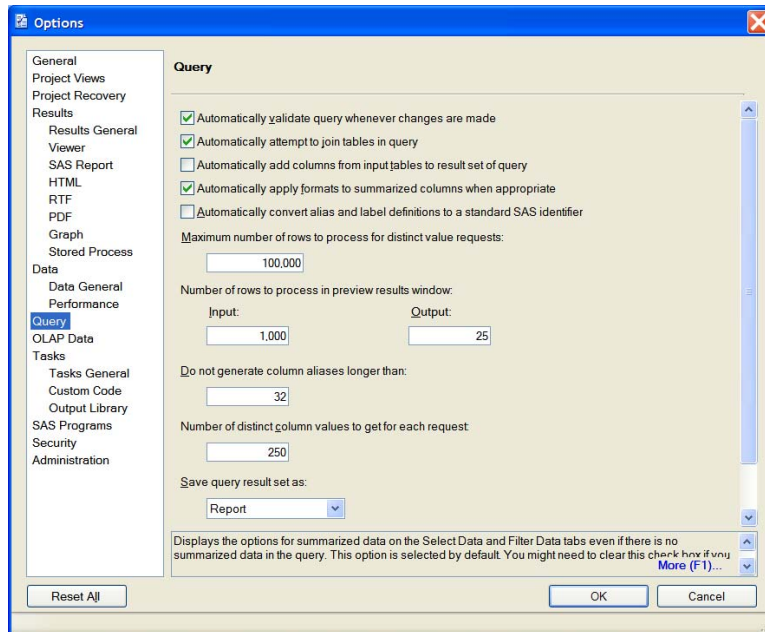 Options
General
Project Views
Project Recovery
Results
Results General
Viewer
SAS Report
HTML
RTF
PDF
Graph
Stored Process
Data
Data General
Performance
Query
OLAP Data
Tasks
Tasks General
Custom Code
Output Library
SAS Programs
Security
Administration
Query
Automatically validate query whenever changes are made
Automatically attempt to join tables in query
Automatically add columns from input tables to result set of query
Automatically apply formats to summarized columns when appropriate
Automatically convert alias and label definitions to a standard SAS identifier
Maximum number of rows to process for distinct value requests:
100,000
Number of rows to process in preview results window:
Input: Output:
1,000 25
Do not generate column aliases longer than:
32
Number of distinct column values to get for each request:
250
Save query result set as:
Report
Displays the options for summarized data on the Select Data and Filter Data tabs even if there is no
summarized data in the query. This option is selected by default. You might need to clear this check box if you
More (F1)...
Reset All OK Cancel